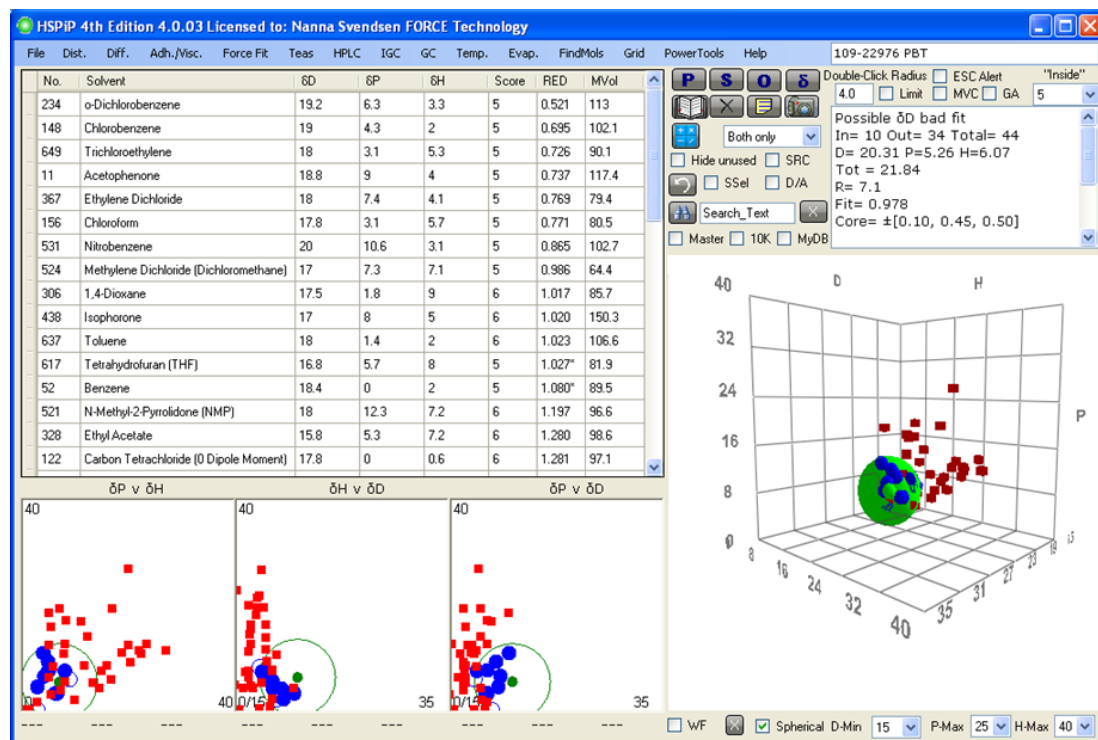 HSPiP 4th Edition 4.0.03 Licensed to: Nanna Svendsen FORCE Technology
File Dist. Diff. Adh./Visc. Force Fit Teas HPLC IGC GC Temp. Evap. FindMols Grid PowerTools Help 109-22976 PBT
No. Solvent δD δP δH Score RED MVol
234 o-Dichlorobenzene 19.2 6.3 3.3 5 0.521 113
148 Chlorobenzene 19 4.3 2 5 0.695 102.1
649 Trichloroethylene 18 3.1 5.3 5 0.726 90.1
11 Acetophenone 18.8 9 4 5 0.737 117.4
367 Ethylene Dichloride 18 7.4 4.1 5 0.769 79.4
156 Chloroform 17.8 3.1 5.7 5 0.771 80.5
531 Nitrobenzene 20 10.6 3.1 5 0.865 102.7
524 Methylene Dichloride (Dichloromethane) 17 7.3 7.1 5 0.986 64.4
306 1,4-Dioxane 17.5 1.8 9 6 1.017 85.7
438 Isophorone 17 8 5 6 1.020 150.3
637 Toluene 18 1.4 2 6 1.023 106.6
617 Tetrahydrofuran (THF) 16.8 5.7 8 5 1.027* 81.9
52 Benzene 18.4 0 2 5 1.080* 89.5
521 N-Methyl-2-Pyrrolidone (NMP) 18 12.3 7.2 6 1.197 96.6
328 Ethyl Acetate 15.8 5.3 7.2 6 1.280 98.6
122 Carbon Tetrachloride (0 Dipole Moment) 17.8 0 0.6 6 1.281 97.1
P S O δ
Double-Click Radius ESC Alert "Inside"
4.0 Limit MVC GA 5
Both only
Hide unused SRC
SSel D/A
Search_Text
Master 10K MyDB
Possible δD bad fit
In= 10 Out= 34 Total= 44
D= 20.31 P=5.26 H=6.07
Tot = 21.84
R= 7.1
Fit= 0.978
Core= ±[0.10, 0.45, 0.50]
δP v δH δH v δD δP v δD
40 40 40
40 0/15 35 35
--- --- --- --- --- --- --- --- ---
40 D H
32
24
16 P
8
0
8 16 24 32 40
35 31 27 23 19 15
WF Spherical D-Min 15 P-Max 25 H-Max 40